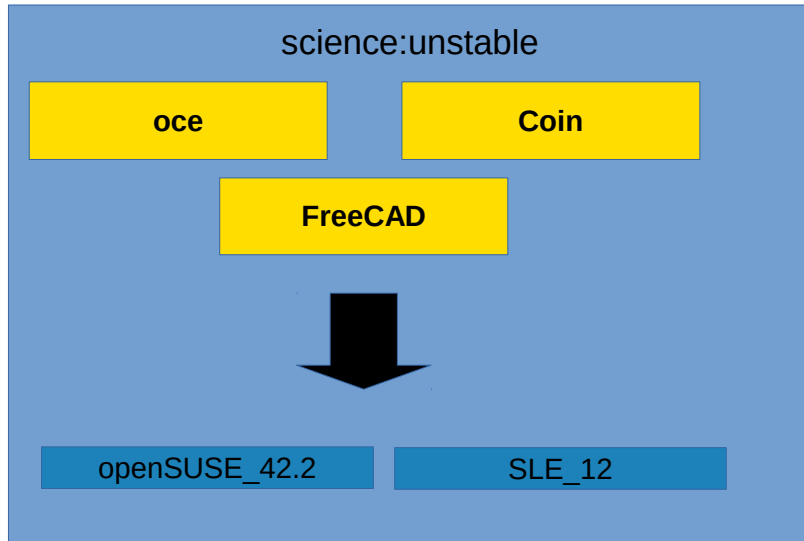 science:unstable
oce
Coin
FreeCAD
openSUSE_42.2
SLE_12